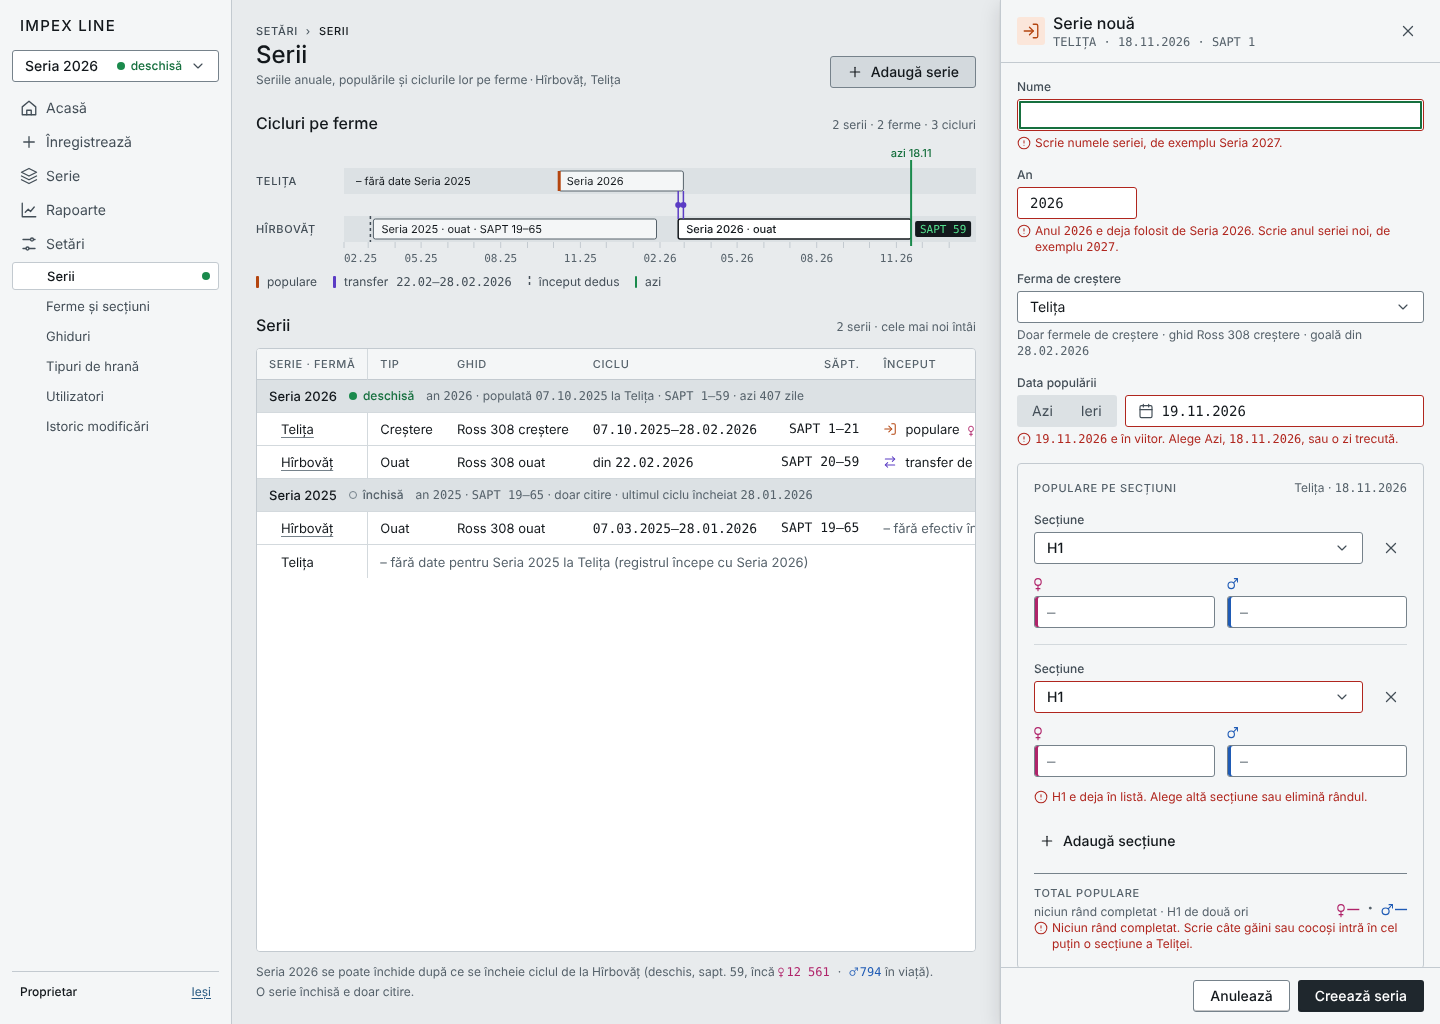 IMPEX LINE
Seria 2026 deschisă
Acasă
Înregistrează
Serie
Rapoarte
Setări
Serii
Ferme și secțiuni
Ghiduri
Tipuri de hrană
Utilizatori
Istoric modificări
Proprietar Ieși
SETĂRI › SERII
Serii
Seriile anuale, populările și ciclurile lor pe ferme · Hîrbovăț, Telița
Adaugă serie
Cicluri pe ferme
2 serii · 2 ferme · 3 cicluri
azi 18.11
TELIȚA – fără date Seria 2025 Seria 2026
HÎRBOVĂȚ Seria 2025 · ouat · SAPT 19–65 Seria 2026 · ouat SAPT 59
02.25 05.25 08.25 11.25 02.26 05.26 08.26 11.26
populare transfer 22.02–28.02.2026 început dedus azi
Serii
2 serii · cele mai noi întâi
SERIE · FERMĂ TIP GHID CICLU SĂPT. ÎNCEPUT
Seria 2026 deschisă an 2026 · populată 07.10.2025 la Telița · SAPT 1–59 · azi 407 zile
Telița Creștere Ross 308 creștere 07.10.2025–28.02.2026 SAPT 1–21 populare ♀
Hîrbovăț Ouat Ross 308 ouat din 22.02.2026 SAPT 20–59 transfer de
Seria 2025 închisă an 2025 · SAPT 19–65 · doar citire · ultimul ciclu încheiat 28.01.2026
Hîrbovăț Ouat Ross 308 ouat 07.03.2025–28.01.2026 SAPT 19–65 – fără efectiv în
Telița – fără date pentru Seria 2025 la Telița (registrul începe cu Seria 2026)
Seria 2026 se poate închide după ce se încheie ciclul de la Hîrbovăț (deschis, sapt. 59, încă ♀12 561 · ♂794 în viață).
O serie închisă e doar citire.
Serie nouă
TELIȚA · 18.11.2026 · SAPT 1
Nume
Scrie numele seriei, de exemplu Seria 2027.
An
2026
Anul 2026 e deja folosit de Seria 2026. Scrie anul seriei noi, de
exemplu 2027.
Ferma de creștere
Telița
Doar fermele de creștere · ghid Ross 308 creștere · goală din
28.02.2026
Data populării
Azi Ieri 19.11.2026
19.11.2026 e în viitor. Alege Azi, 18.11.2026, sau o zi trecută.
POPULARE PE SECȚIUNI Telița · 18.11.2026
Secțiune
H1
♀ ♂
– –
Secțiune
H1
♀ ♂
– –
H1 e deja în listă. Alege altă secțiune sau elimină rândul.
Adaugă secțiune
TOTAL POPULARE
niciun rând completat · H1 de două ori ♀— · ♂—
Niciun rând completat. Scrie câte găini sau cocoși intră în cel
puțin o secțiune a Teliței.
Anulează Creează seria